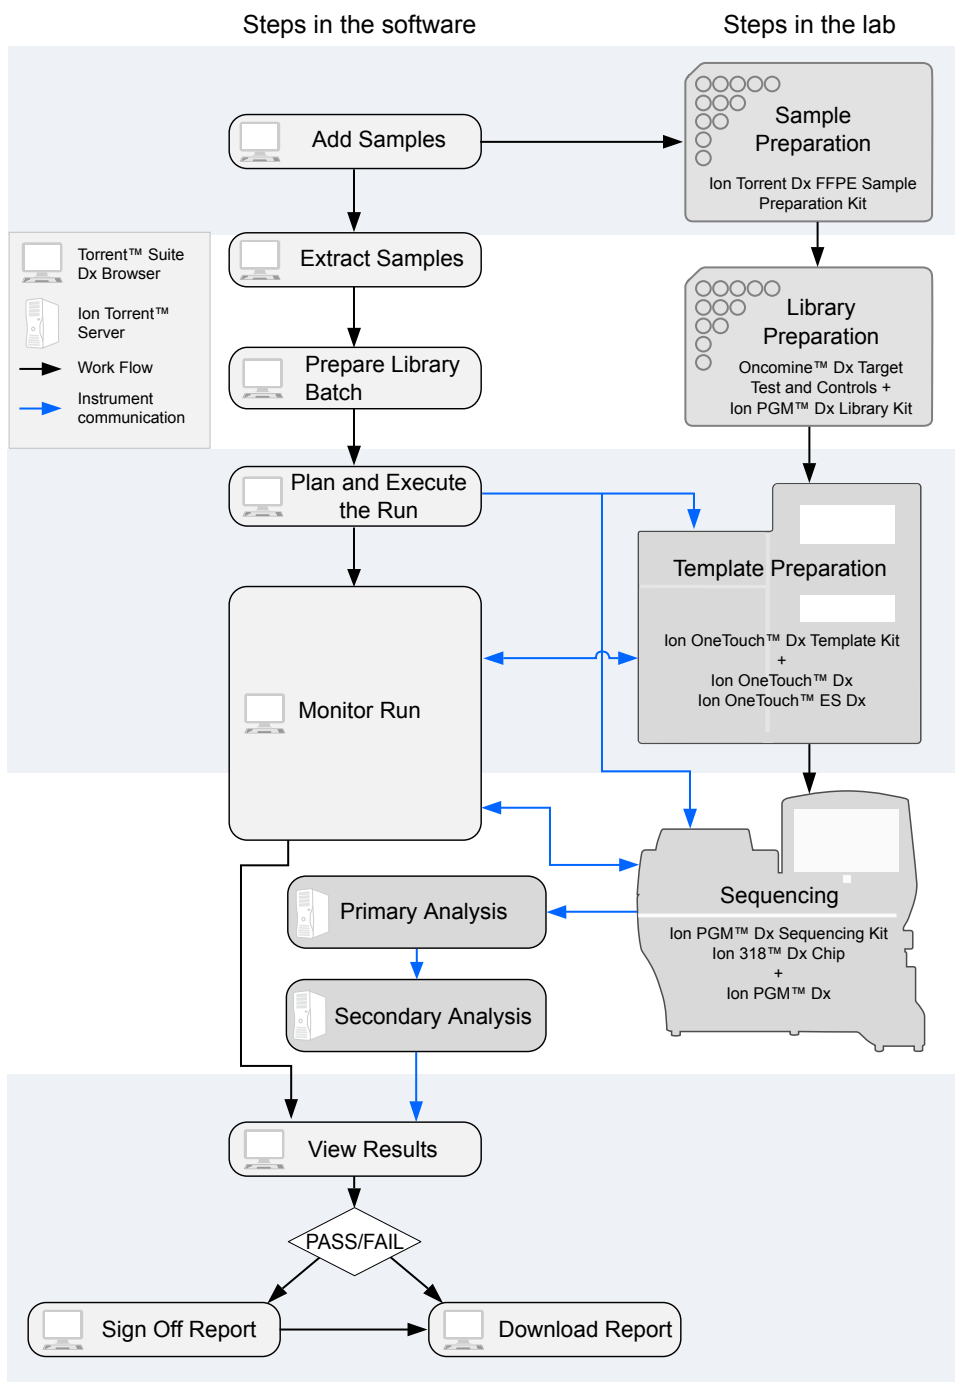 Steps in the software
Steps in the lab
Add Samples
Sample
Preparation
Ion Torrent Dx FFPE Sample
Preparation Kit
Torrent™ Suite
Dx Browser
Ion Torrent™
Server
Work Flow
Instrument
communication
Extract Samples
Library
Preparation
Oncomine™ Dx Target
Test and Controls +
Ion PGM™ Dx Library Kit
Prepare Library
Batch
Plan and Execute
the Run
Template Preparation
Ion OneTouch™ Dx Template Kit
+
Ion OneTouch™ Dx
Ion OneTouch™ ES Dx
Monitor Run
Sequencing
Ion PGM™ Dx Sequencing Kit
Ion 318™ Dx Chip
+
Ion PGM™ Dx
Primary Analysis
Secondary Analysis
View Results
PASS/FAIL
Sign Off Report
Download Report